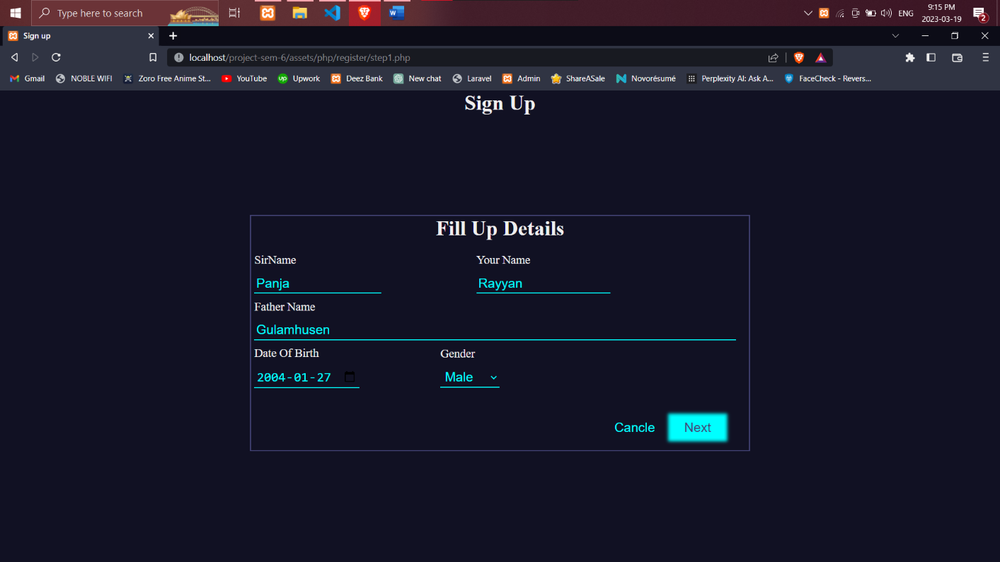 Type here to search
ENG
9:15 PM
2023-03-19
2
Sign up
localhost/project-sem-6/assets/php/register/step1.php
Gmail NOBLE WIFI Zoro Free Anime St... YouTube Upwork Deez Bank New chat Laravel Admin ShareASale Novorésumé Perplexity AI: Ask A... FaceCheck - Revers...
Sign Up
Fill Up Details
SirName Your Name
Panja Rayyan
Father Name
Gulamhusen
Date Of Birth Gender
2004-01-27 Male
Cancle Next